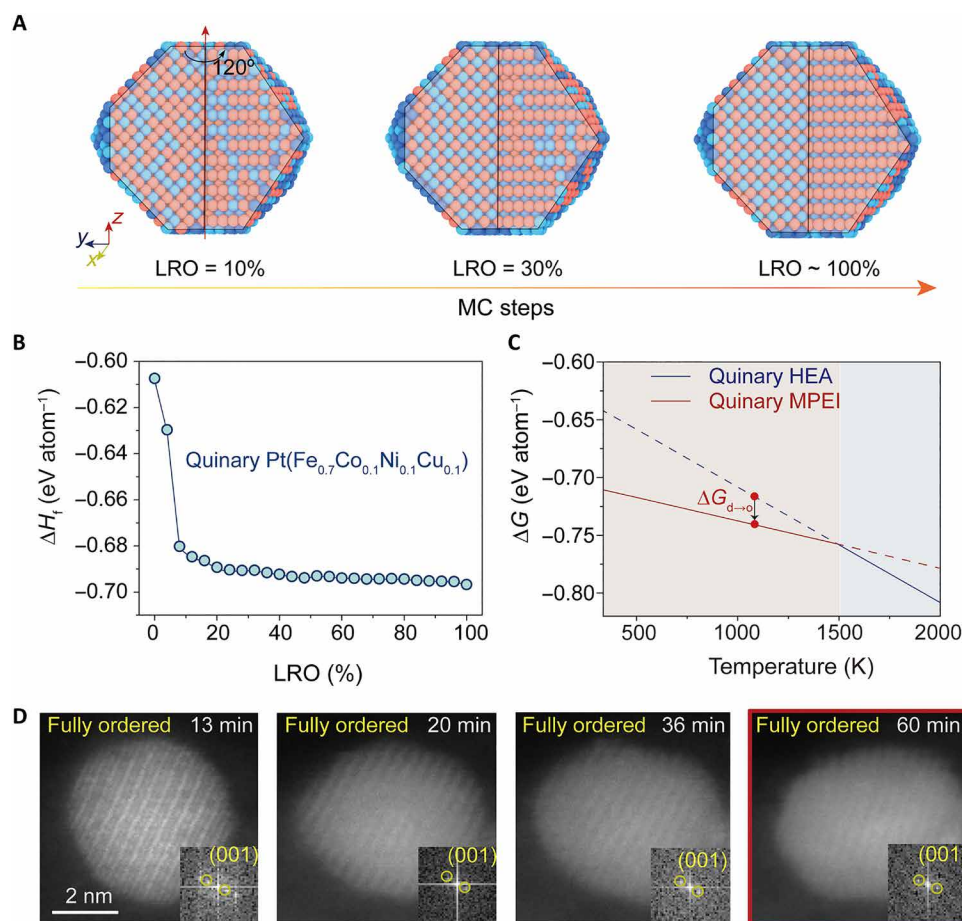 A
120°
z
y
x
LRO = 10%
LRO = 30%
LRO ~ 100%
MC steps
B
−0.60
−0.62
−0.64
−0.66
−0.68
−0.70
ΔHf (eV atom−1)
Quinary Pt(Fe0.7Co0.1Ni0.1Cu0.1)
0 20 40 60 80 100
LRO (%)
C
−0.60
−0.65
−0.70
−0.75
−0.80
ΔG (eV atom−1)
Quinary HEA
Quinary MPEI
ΔGd→o
500 1000 1500 2000
Temperature (K)
D
Fully ordered 13 min
(001)
2 nm
Fully ordered 20 min
(001)
Fully ordered 36 min
(001)
Fully ordered 60 min
(001)